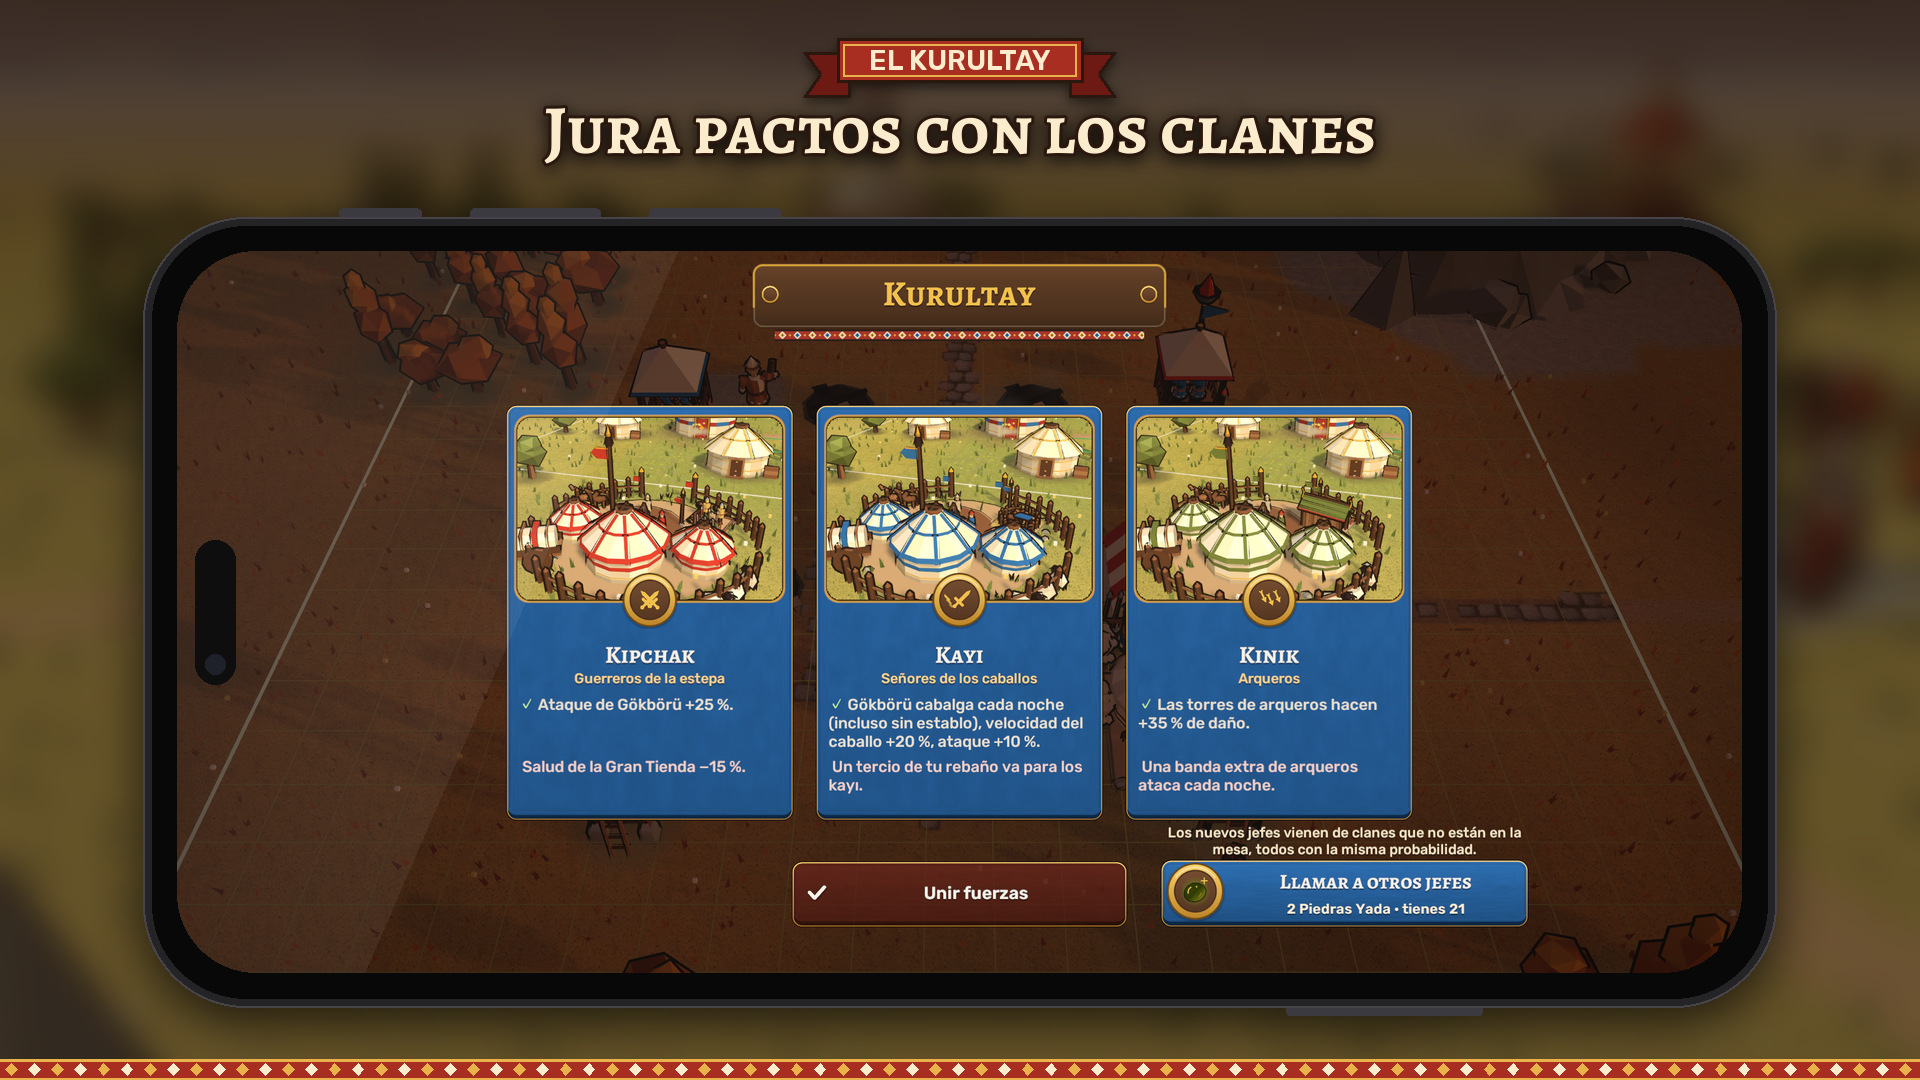 EL KURULTAY
JURA PACTOS CON LOS CLANES
KURULTAY
KIPCHAK
Guerreros de la estepa
✓ Ataque de Gökbörü +25 %.
Salud de la Gran Tienda −15 %.
KAYI
Señores de los caballos
✓ Gökbörü cabalga cada noche
(incluso sin establo), velocidad del
caballo +20 %, ataque +10 %.
Un tercio de tu rebaño va para los
kayı.
KINIK
Arqueros
✓ Las torres de arqueros hacen
+35 % de daño.
Una banda extra de arqueros
ataca cada noche.
Los nuevos jefes vienen de clanes que no están en la
mesa, todos con la misma probabilidad.
✓ Unir fuerzas
LLAMAR A OTROS JEFES
2 Piedras Yada • tienes 21